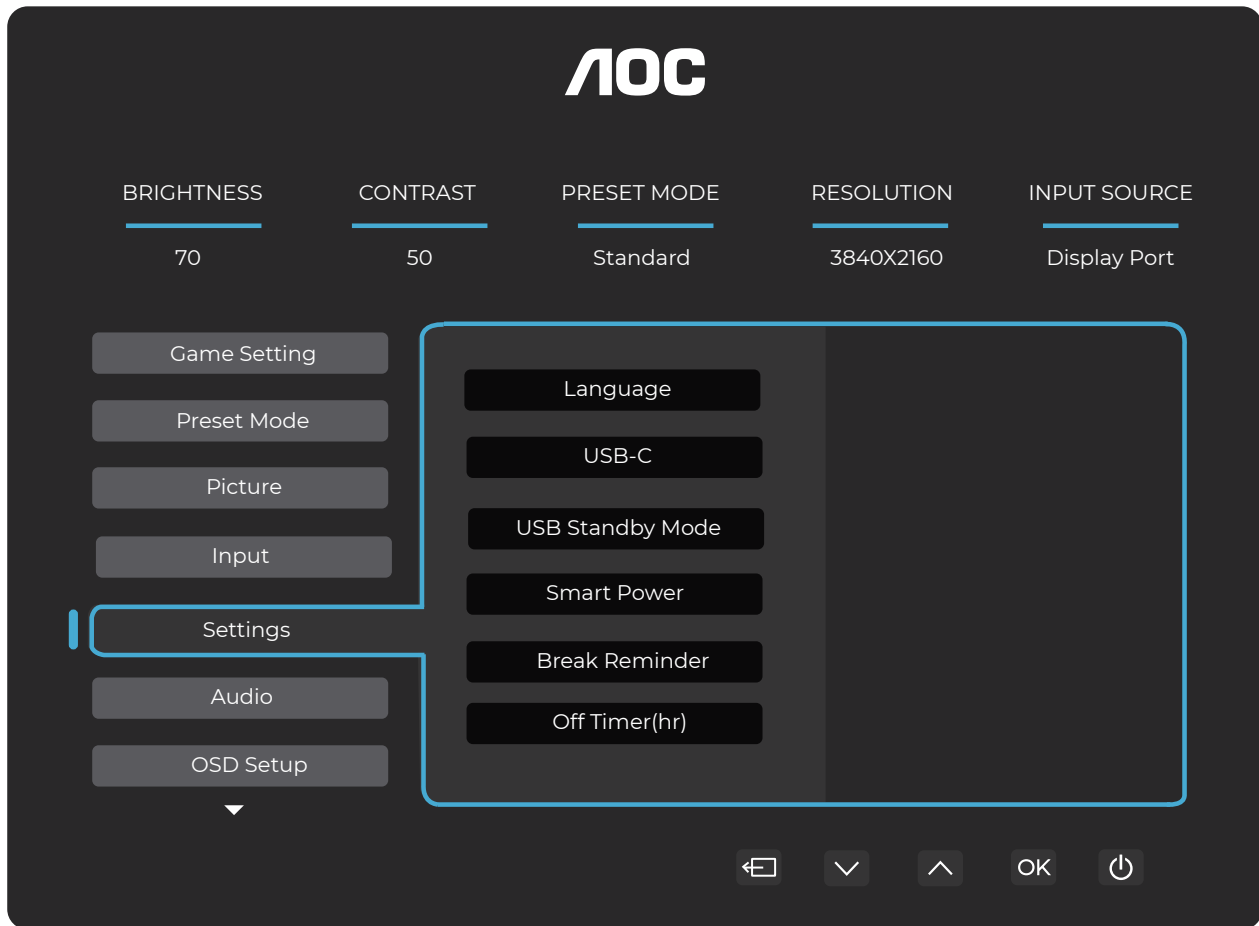 AOC
BRIGHTNESS CONTRAST PRESET MODE RESOLUTION INPUT SOURCE
70 50 Standard 3840X2160 Display Port
Game Setting
Preset Mode
Picture
Input
Settings
Audio
OSD Setup
Language
USB-C
USB Standby Mode
Smart Power
Break Reminder
Off Timer(hr)
OK